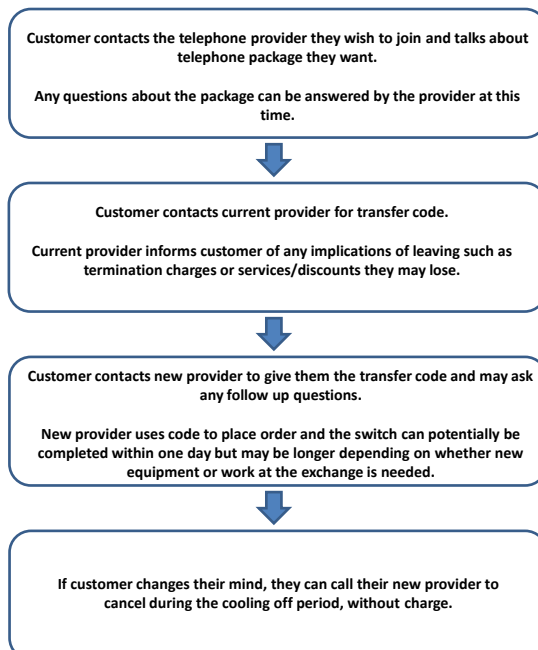 Customer contacts the telephone provider they wish to join and talks about
telephone package they want.
Any questions about the package can be answered by the provider at this
time.
Customer contacts current provider for transfer code.
Current provider informs customer of any implications of leaving such as
termination charges or services/discounts they may lose.
Customer contacts new provider to give them the transfer code and may ask
any follow up questions.
New provider uses code to place order and the switch can potentially be
completed within one day but may be longer depending on whether new
equipment or work at the exchange is needed.
If customer changes their mind, they can call their new provider to
cancel during the cooling off period, without charge.